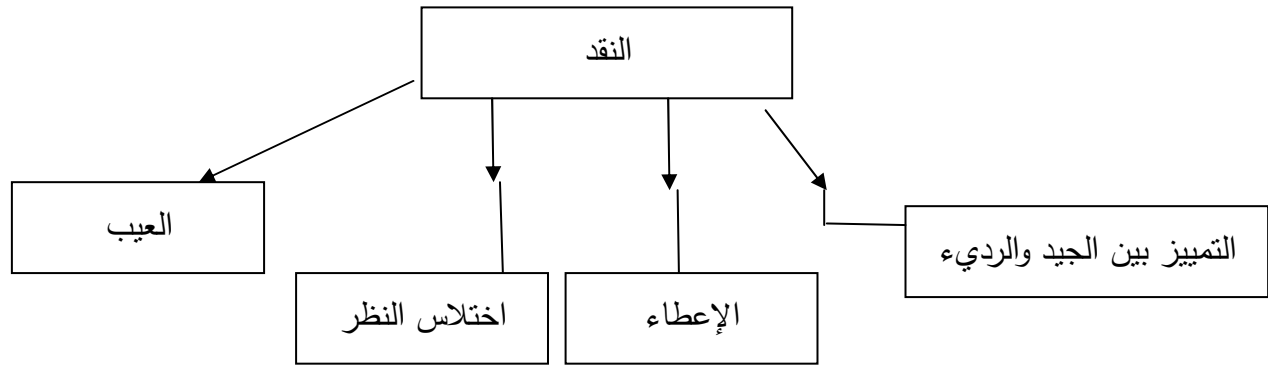 النقد
التمييز بين الجيد والرديء
الإعطاء
اختلاس النظر
العيب